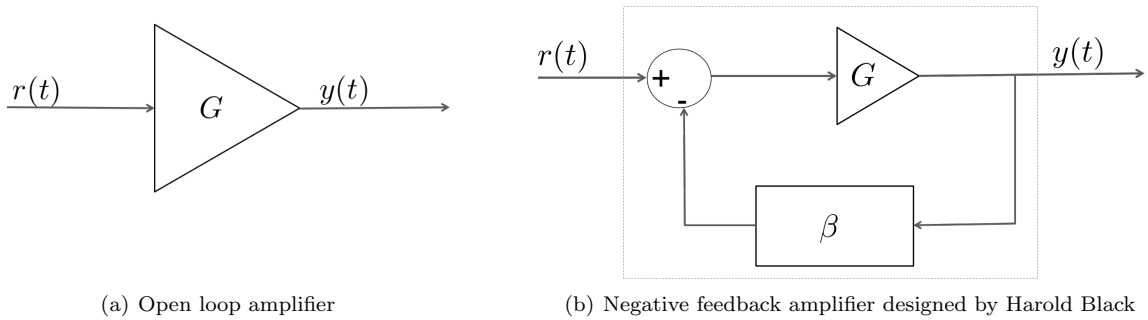 r(t)
G
y(t)
r(t)
+
-
G
y(t)
β
(a) Open loop amplifier
(b) Negative feedback amplifier designed by Harold Black